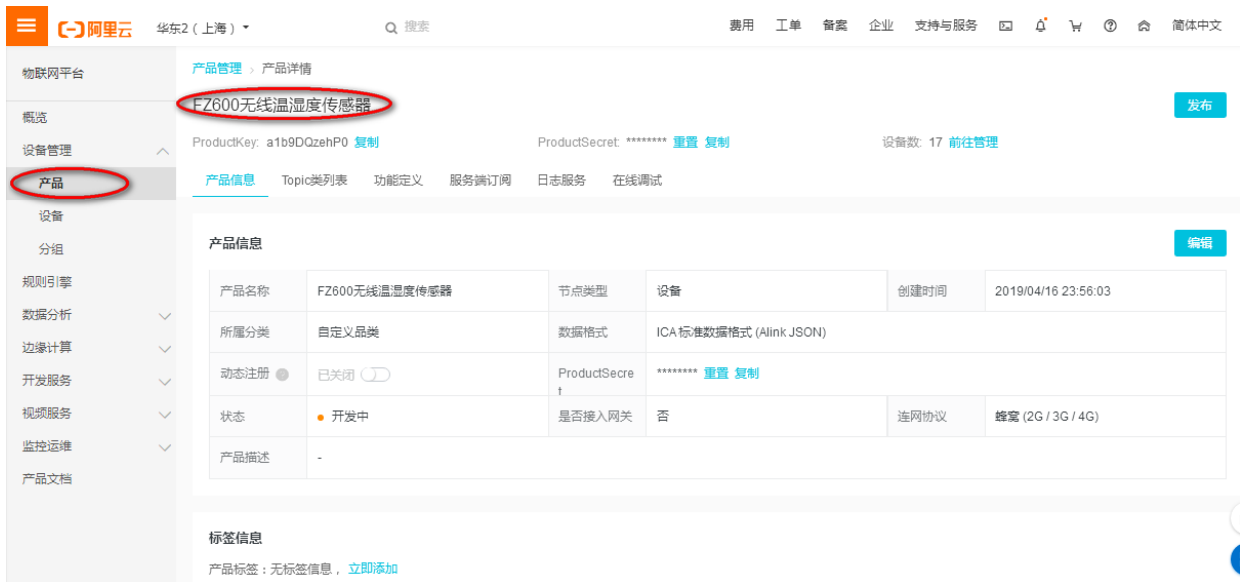 阿里云 华东2（上海） 搜索 费用 工单 备案 企业 支持与服务 简体中文
物联网平台
概览
设备管理
产品
设备
分组
规则引擎
数据分析
边缘计算
开发服务
视频服务
监控运维
产品文档
产品管理 > 产品详情
FZ600无线温湿度传感器 发布
ProductKey: a1b9DQzehP0 复制 ProductSecret: ******** 重置 复制 设备数: 17 前往管理
产品信息 Topic类列表 功能定义 服务端订阅 日志服务 在线调试
产品信息 编辑
产品名称 FZ600无线温湿度传感器 节点类型 设备 创建时间 2019/04/16 23:56:03
所属分类 自定义品类 数据格式 ICA标准数据格式 (Alink JSON)
动态注册 已关闭 ProductSecret ******** 重置 复制
状态 开发中 是否接入网关 否 连网协议 蜂窝 (2G / 3G / 4G)
产品描述 -
标签信息
产品标签：无标签信息， 立即添加